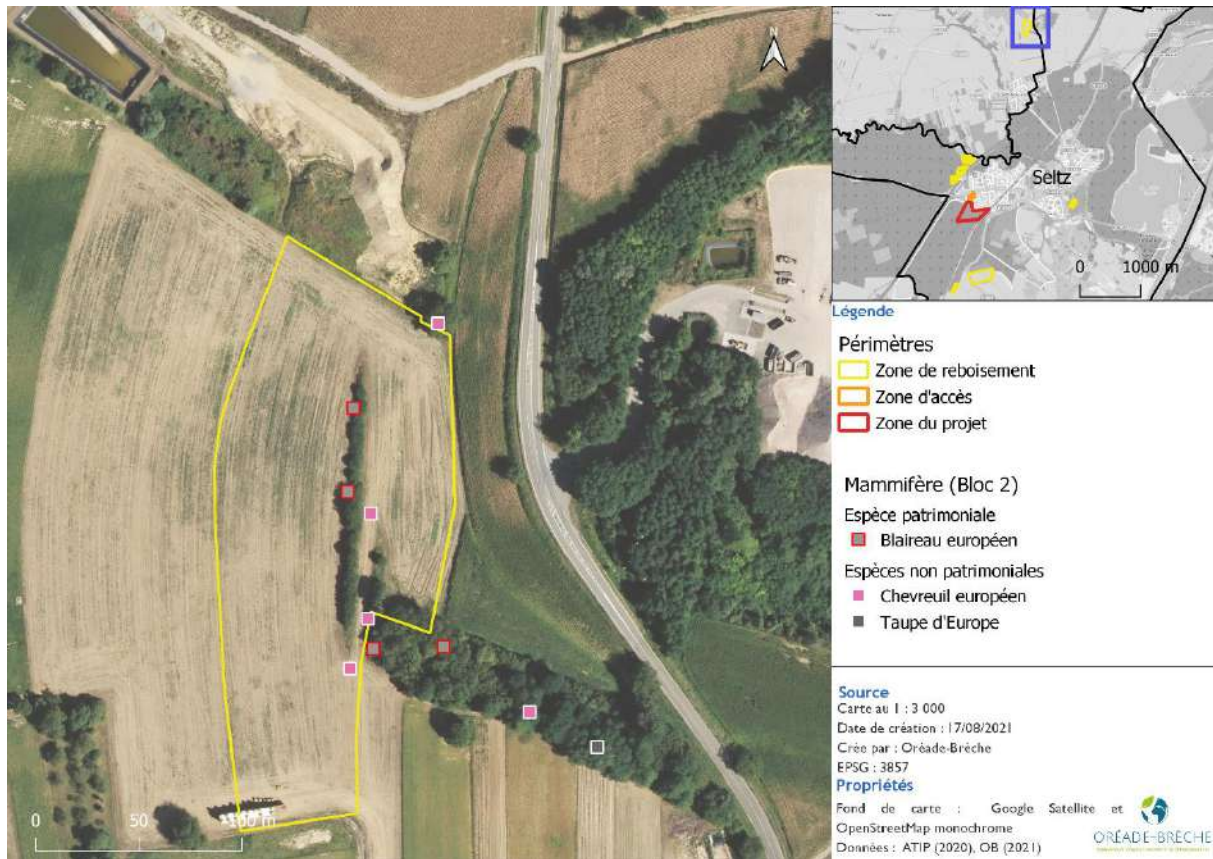 N
Seltz
0 1000 m
Légende
Périmètres
Zone de reboisement
Zone d'accès
Zone du projet
Mammifère (Bloc 2)
Espèce patrimoniale
Blaireau européen
Espèces non patrimoniales
Chevreuil européen
Taupe d'Europe
Source
Carte au 1 : 3 000
Date de création : 17/08/2021
Crée par : Oréade-Brèche
EPSG : 3857
Propriétés
Fond de carte : Google Satellite et
OpenStreetMap monochrome
Données : ATIP (2020), OB (2021)
ORÉADE-BRÈCHE
0 50 100 m